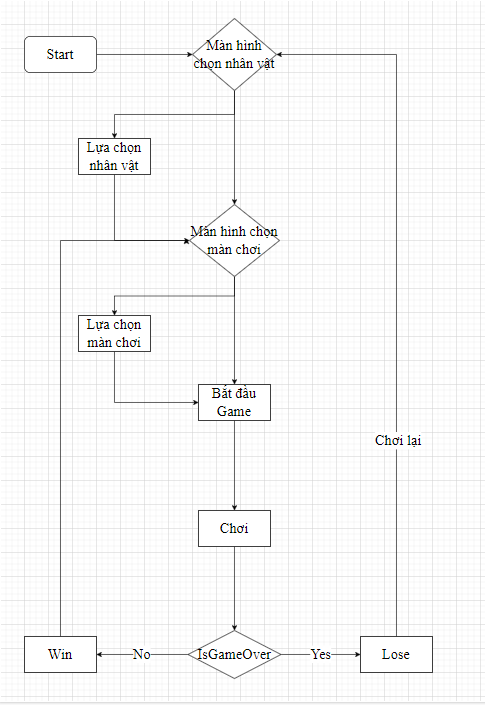 Start
Màn hình
chọn nhân vật
Lựa chọn
nhân vật
Màn hình chọn
màn chơi
Lựa chọn
màn chơi
Bắt đầu
Game
Chơi lại
Chơi
Win
No
IsGameOver
Yes
Lose